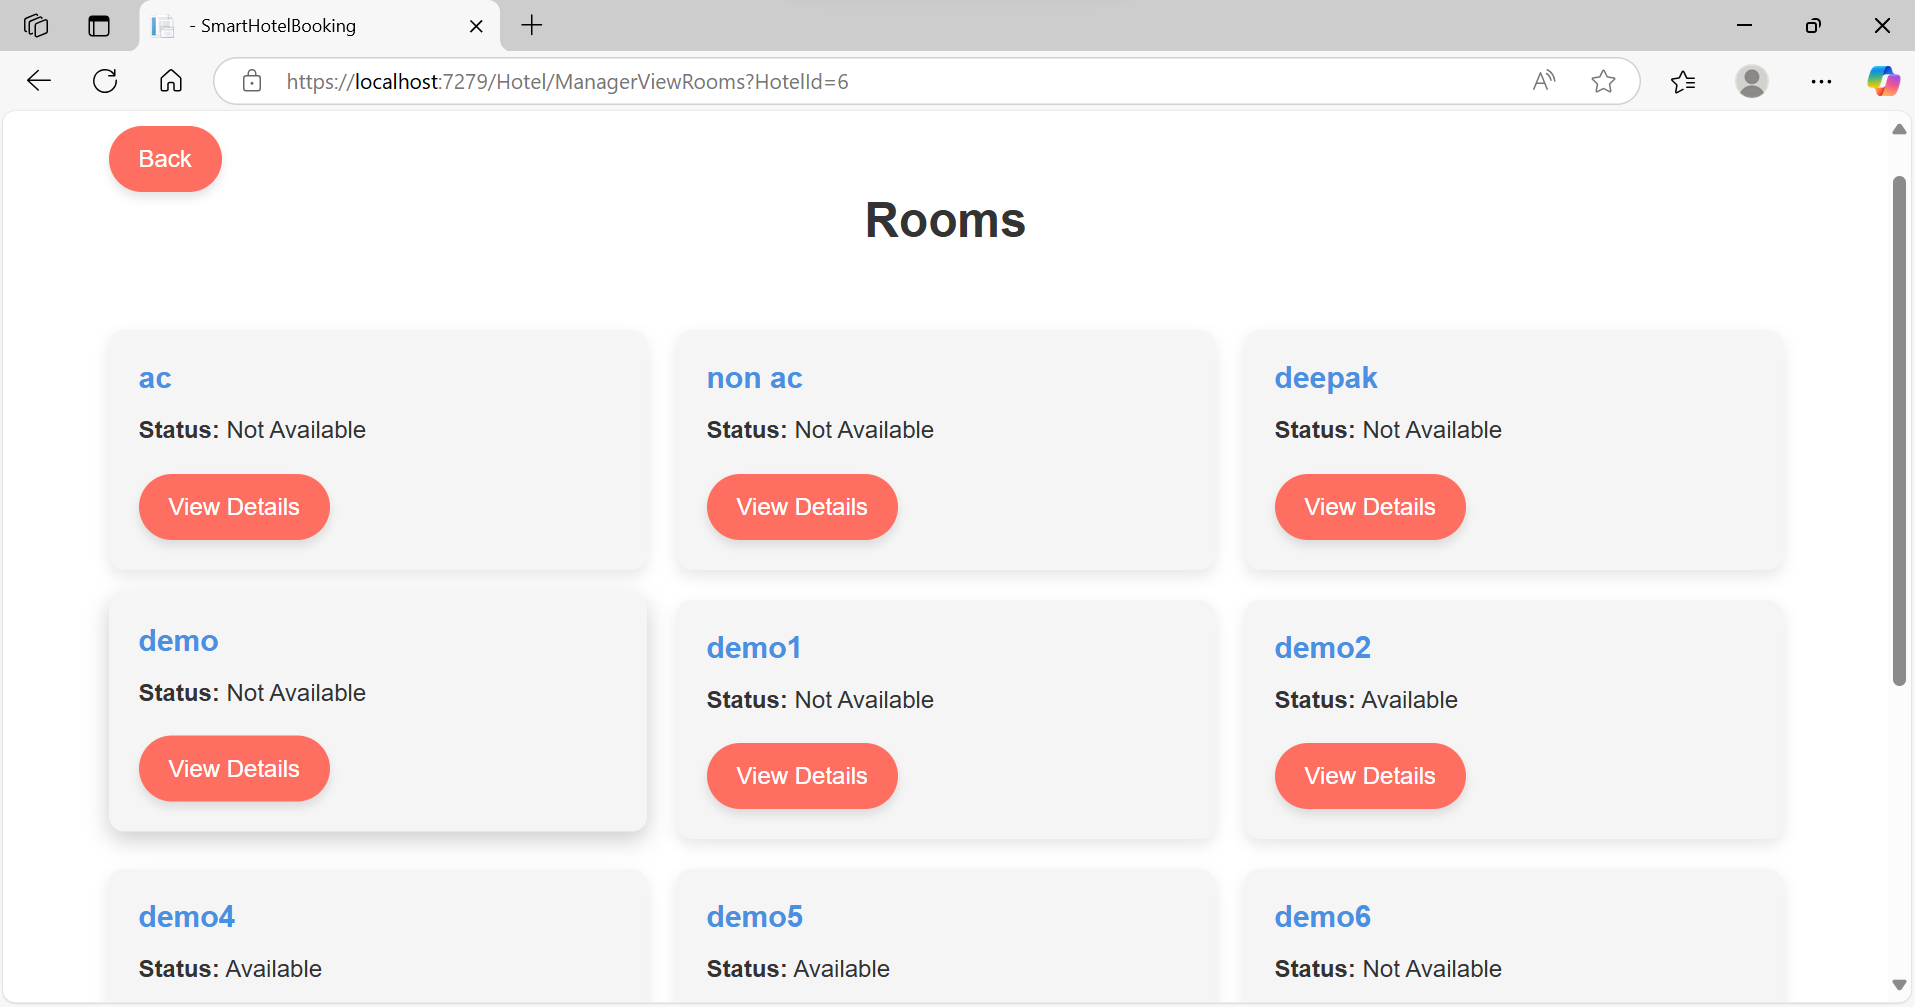 - SmartHotelBooking
https://localhost:7279/Hotel/ManagerViewRooms?HotelId=6
Back
Rooms
ac
Status: Not Available
View Details
non ac
Status: Not Available
View Details
deepak
Status: Not Available
View Details
demo
Status: Not Available
View Details
demo1
Status: Not Available
View Details
demo2
Status: Available
View Details
demo4
Status: Available
demo5
Status: Available
demo6
Status: Not Available